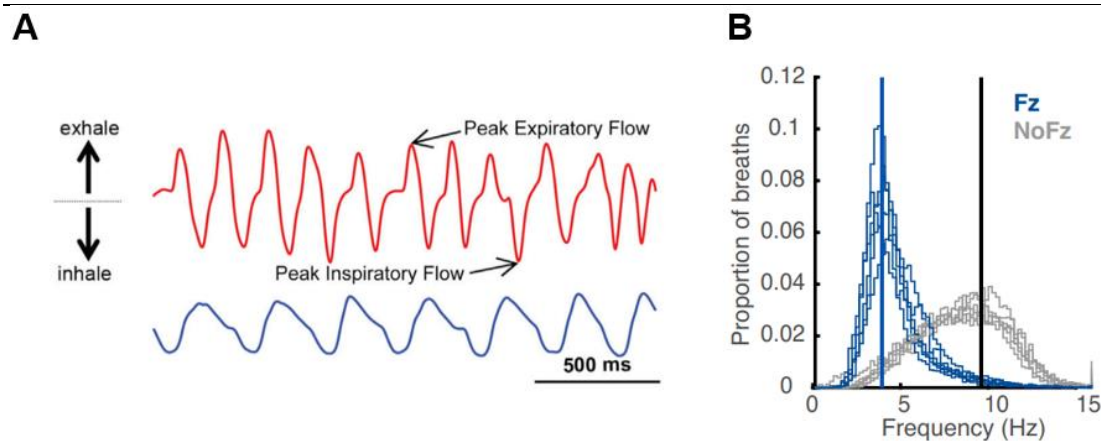 A
exhale
inhale
Peak Expiratory Flow
Peak Inspiratory Flow
500 ms
B
0.12
0.1
0.08
0.06
0.04
0.02
0
Proportion of breaths
Fz
NoFz
0 5 10 15
Frequency (Hz)